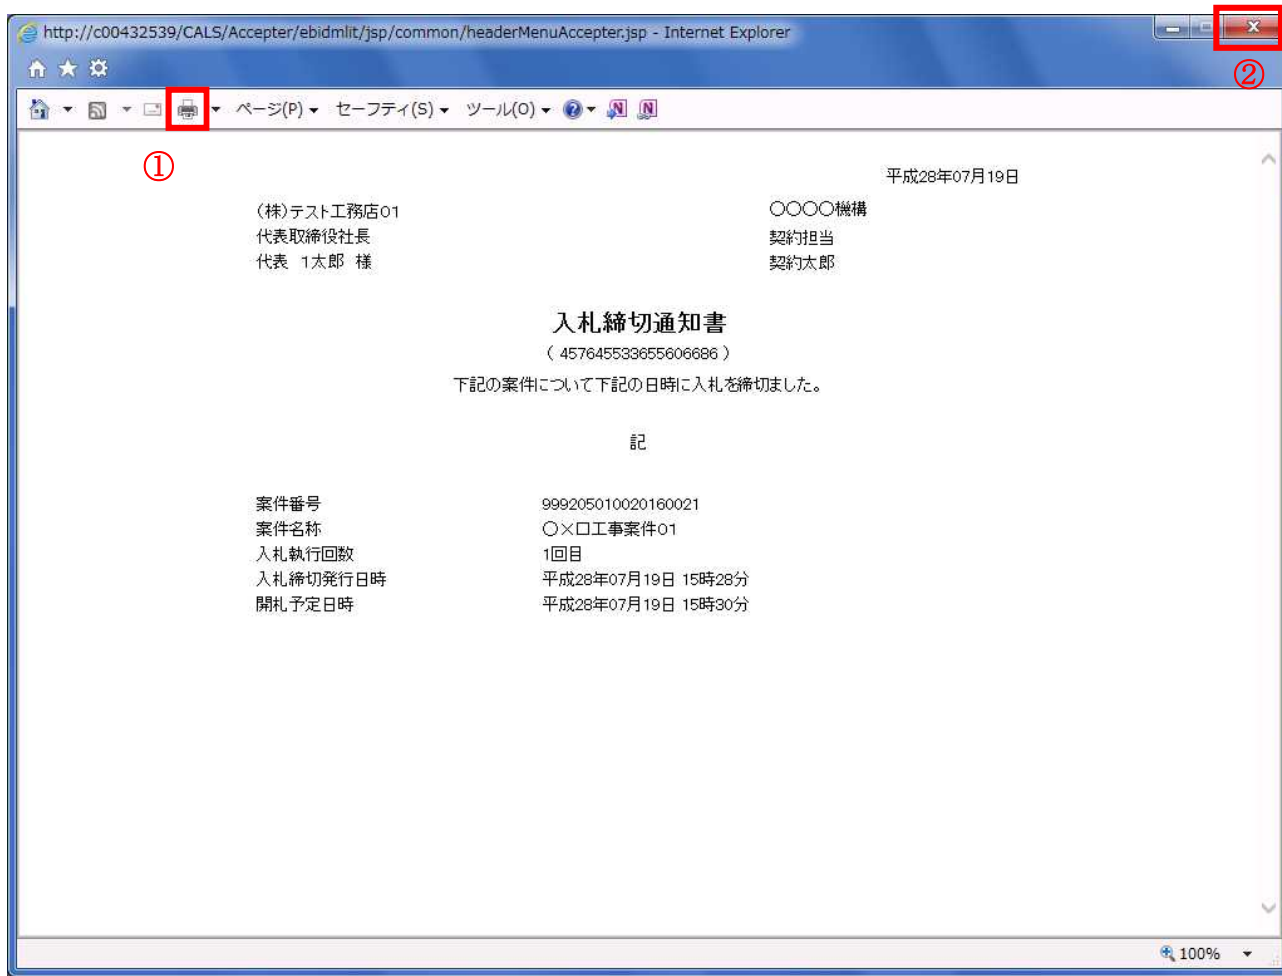 http://c00432539/CALS/Accepter/ebidmlit/jsp/common/headerMenuAccepter.jsp - Internet Explorer
②
ページ(P) セーフティ(S) ツール(O)
①
平成28年07月19日
(株)テスト工務店01
〇〇〇〇機構
代表取締役社長
契約担当
代表 1太郎 様
契約太郎
入札締切通知書
( 457645533655606686 )
下記の案件について下記の日時に入札を締切ました。
記
案件番号 999205010020160021
案件名称 〇×口工事案件01
入札執行回数 1回目
入札締切発行日時 平成28年07月19日 15時28分
開札予定日時 平成28年07月19日 15時30分
100%